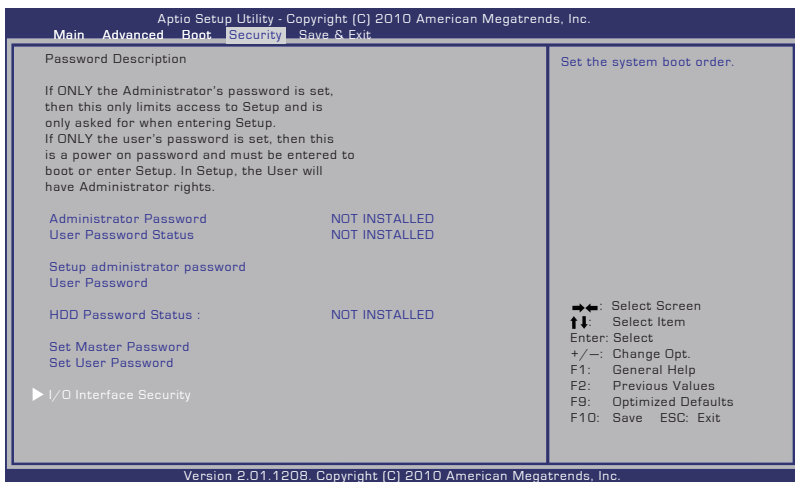 Aptio Setup Utility - Copyright (C) 2010 American Megatrends, Inc.
Main Advanced Boot Security Save & Exit
Password Description
If ONLY the Administrator's password is set,
then this only limits access to Setup and is
only asked for when entering Setup.
If ONLY the user's password is set, then this
is a power on password and must be entered to
boot or enter Setup. In Setup, the User will
have Administrator rights.
Administrator Password NOT INSTALLED
User Password Status NOT INSTALLED
Setup administrator password
User Password
HDD Password Status : NOT INSTALLED
Set Master Password
Set User Password
▶ I/O Interface Security
Set the system boot order.
→←: Select Screen
↑↓: Select Item
Enter: Select
+/—: Change Opt.
F1: General Help
F2: Previous Values
F9: Optimized Defaults
F10: Save ESC: Exit
Version 2.01.1208. Copyright (C) 2010 American Megatrends, Inc.